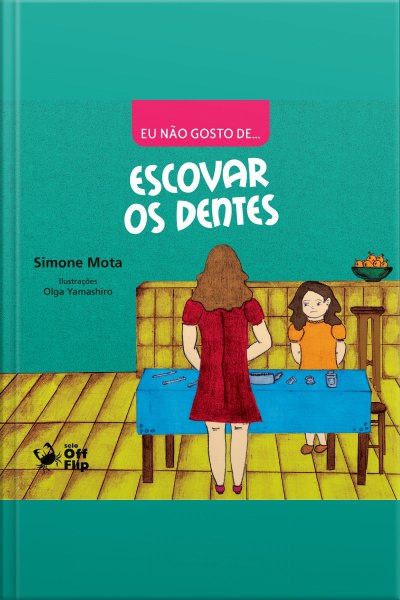 EU NÃO GOSTO DE...
ESCOVAR
OS DENTES
Simone Mota
Ilustrações
Olga Yamashiro
selo
Off
Flip